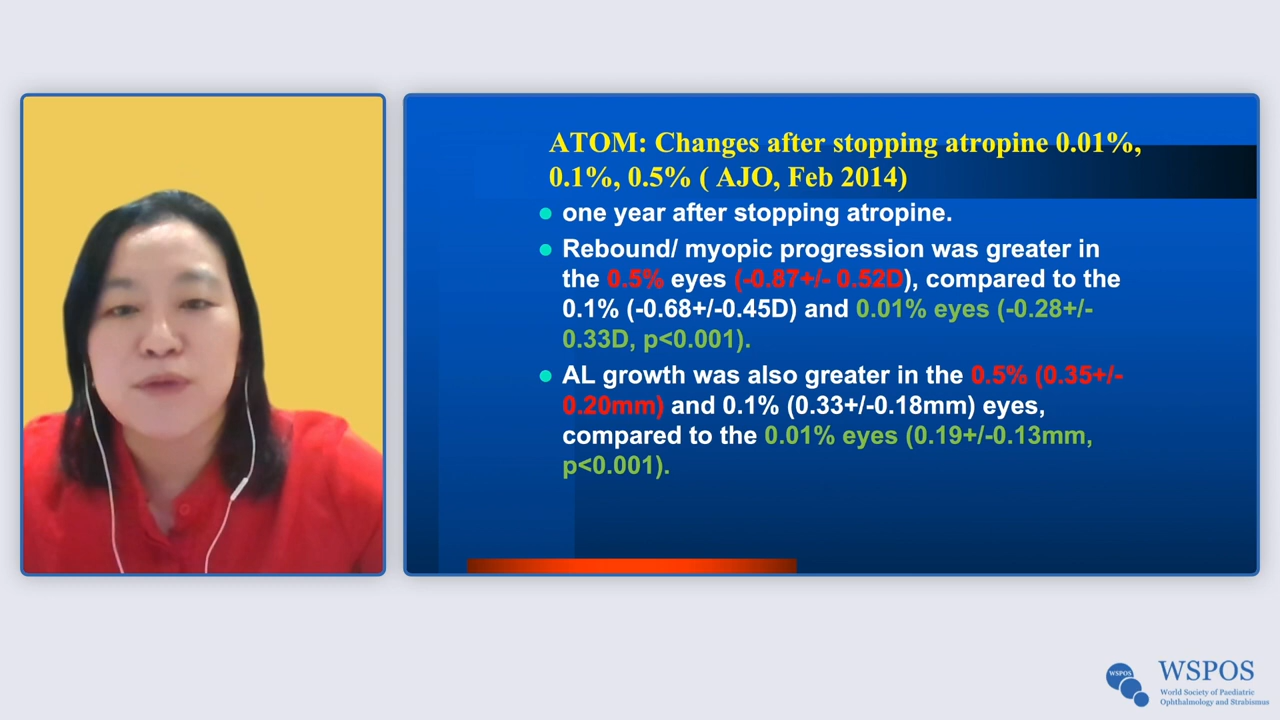 ATOM: Changes after stopping atropine 0.01%,
0.1%, 0.5% ( AJO, Feb 2014)
one year after stopping atropine.
Rebound/ myopic progression was greater in
the 0.5% eyes (-0.87+/- 0.52D), compared to the
0.1% (-0.68+/-0.45D) and 0.01% eyes (-0.28+/-
0.33D, p<0.001).
AL growth was also greater in the 0.5% (0.35+/-
0.20mm) and 0.1% (0.33+/-0.18mm) eyes,
compared to the 0.01% eyes (0.19+/-0.13mm,
p<0.001).
WSPOS
WSPOS
World Society of Paediatric
Ophthalmology and Strabismus